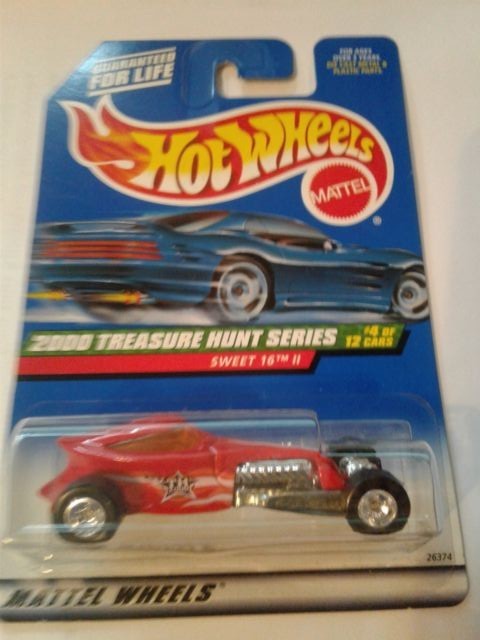 GUARANTEED
FOR LIFE
FOR AGES
OVER 3 YEARS
DIE CAST METAL &
PLASTIC PARTS
HOT WHEELS
MATTEL
®
2000 TREASURE HUNT SERIES
#4 OF
12 CARS
SWEET 16™ II
26374
MATTEL WHEELS®